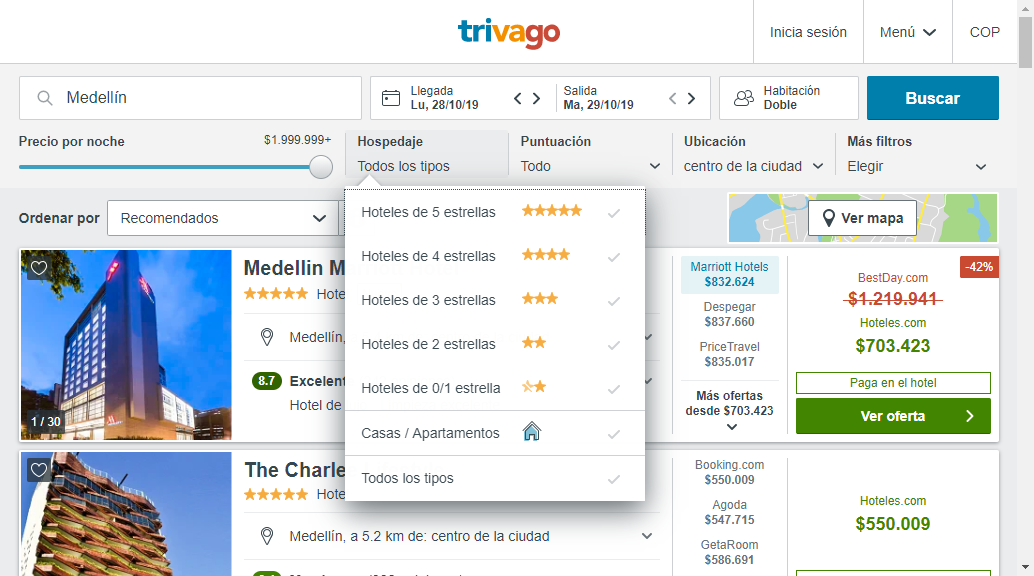 trivago
Inicia sesión
Menú
COP
Medellín
Llegada
Lu, 28/10/19
Salida
Ma, 29/10/19
Habitación
Doble
Buscar
Precio por noche
$1.999.999+
Hospedaje
Todos los tipos
Puntuación
Todo
Ubicación
centro de la ciudad
Más filtros
Elegir
Ordenar por
Recomendados
Ver mapa
Hoteles de 5 estrellas
Hoteles de 4 estrellas
Hoteles de 3 estrellas
Hoteles de 2 estrellas
Hoteles de 0/1 estrella
Casas / Apartamentos
Todos los tipos
1 / 30
Medellin M
Hote
Medellín,
8.7 Excelent
Hotel de
Marriott Hotels
$832.624
Despegar
$837.660
PriceTravel
$835.017
Más ofertas
desde $703.423
-42%
BestDay.com
$1.219.941
Hoteles.com
$703.423
Paga en el hotel
Ver oferta
The Charle
Hote
Medellín, a 5.2 km de: centro de la ciudad
Booking.com
$550.009
Agoda
$547.715
GetaRoom
$586.691
Hoteles.com
$550.009